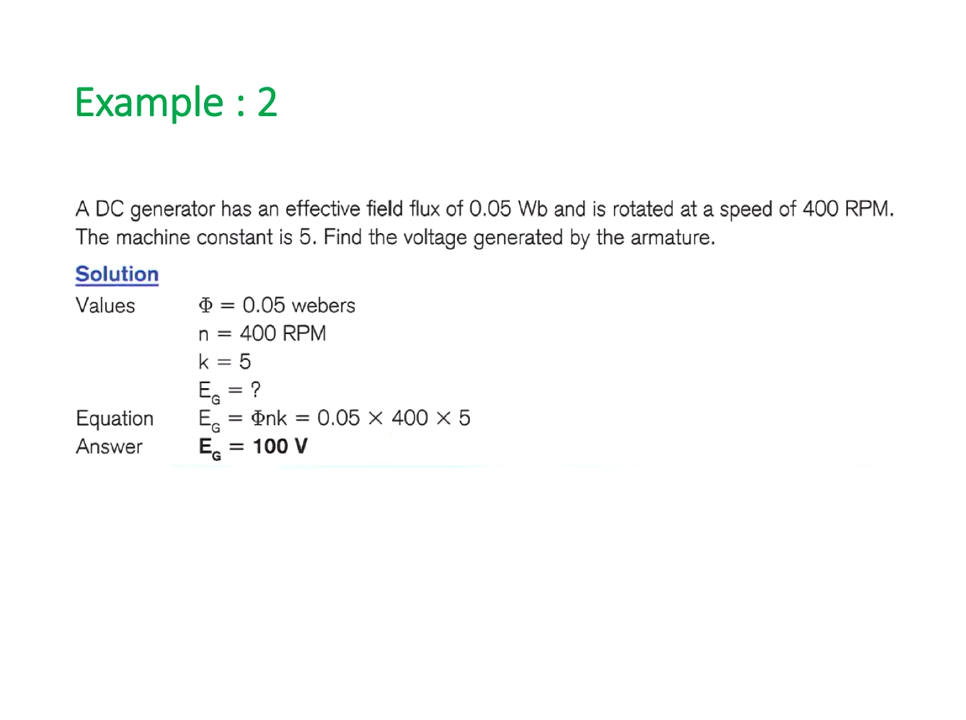 Example : 2
A DC generator has an effective field flux of 0.05 Wb and is rotated at a speed of 400 RPM.
The machine constant is 5. Find the voltage generated by the armature.
Solution
Values Φ = 0.05 webers
n = 400 RPM
k = 5
E_G = ?
Equation E_G = Φnk = 0.05 × 400 × 5
Answer E_G = 100 V